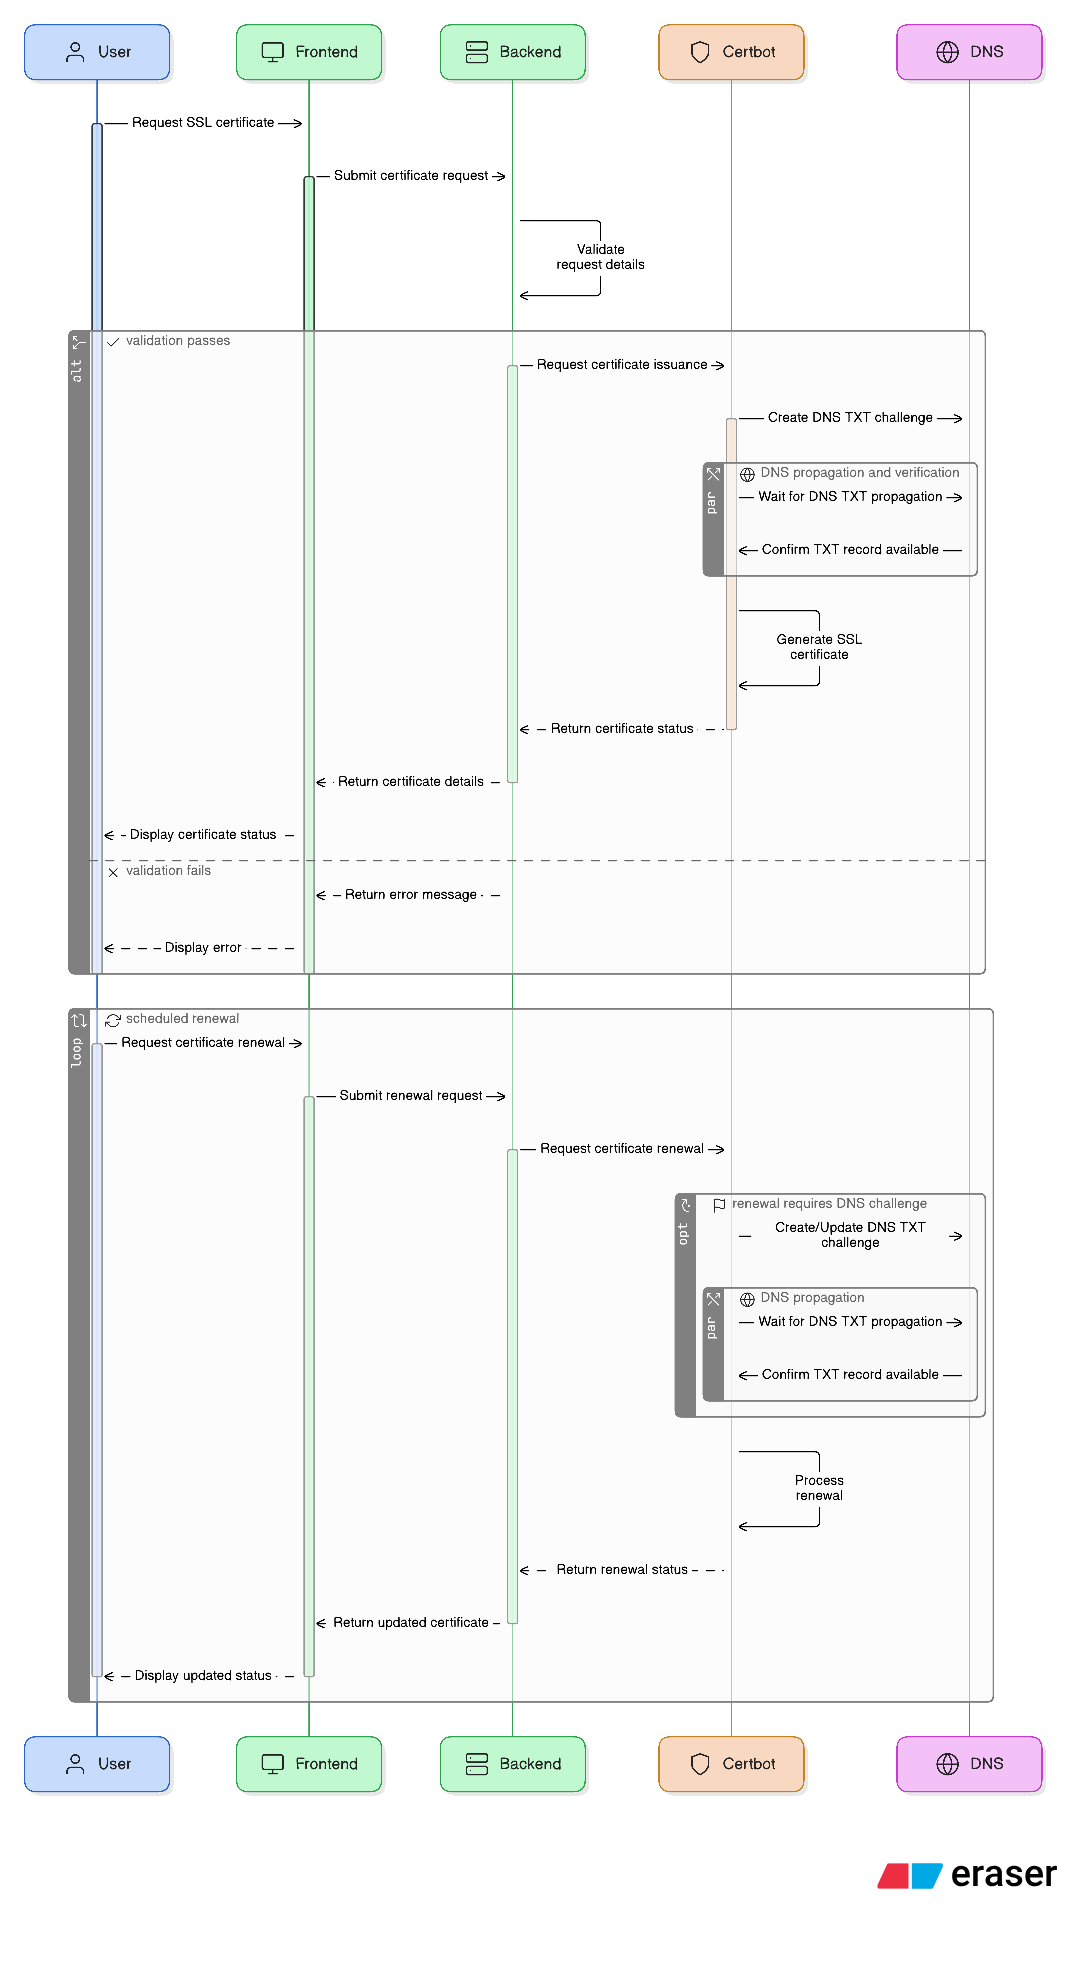 User
Frontend
Backend
Certbot
DNS
Request SSL certificate
Submit certificate request
Validate
request details
alt
validation passes
Request certificate issuance
Create DNS TXT challenge
par
DNS propagation and verification
Wait for DNS TXT propagation
Confirm TXT record available
Generate SSL
certificate
Return certificate status
Return certificate details
Display certificate status
validation fails
Return error message
Display error
loop
scheduled renewal
Request certificate renewal
Submit renewal request
Request certificate renewal
opt
renewal requires DNS challenge
Create/Update DNS TXT
challenge
par
DNS propagation
Wait for DNS TXT propagation
Confirm TXT record available
Process
renewal
Return renewal status
Return updated certificate
Display updated status
User
Frontend
Backend
Certbot
DNS
eraser